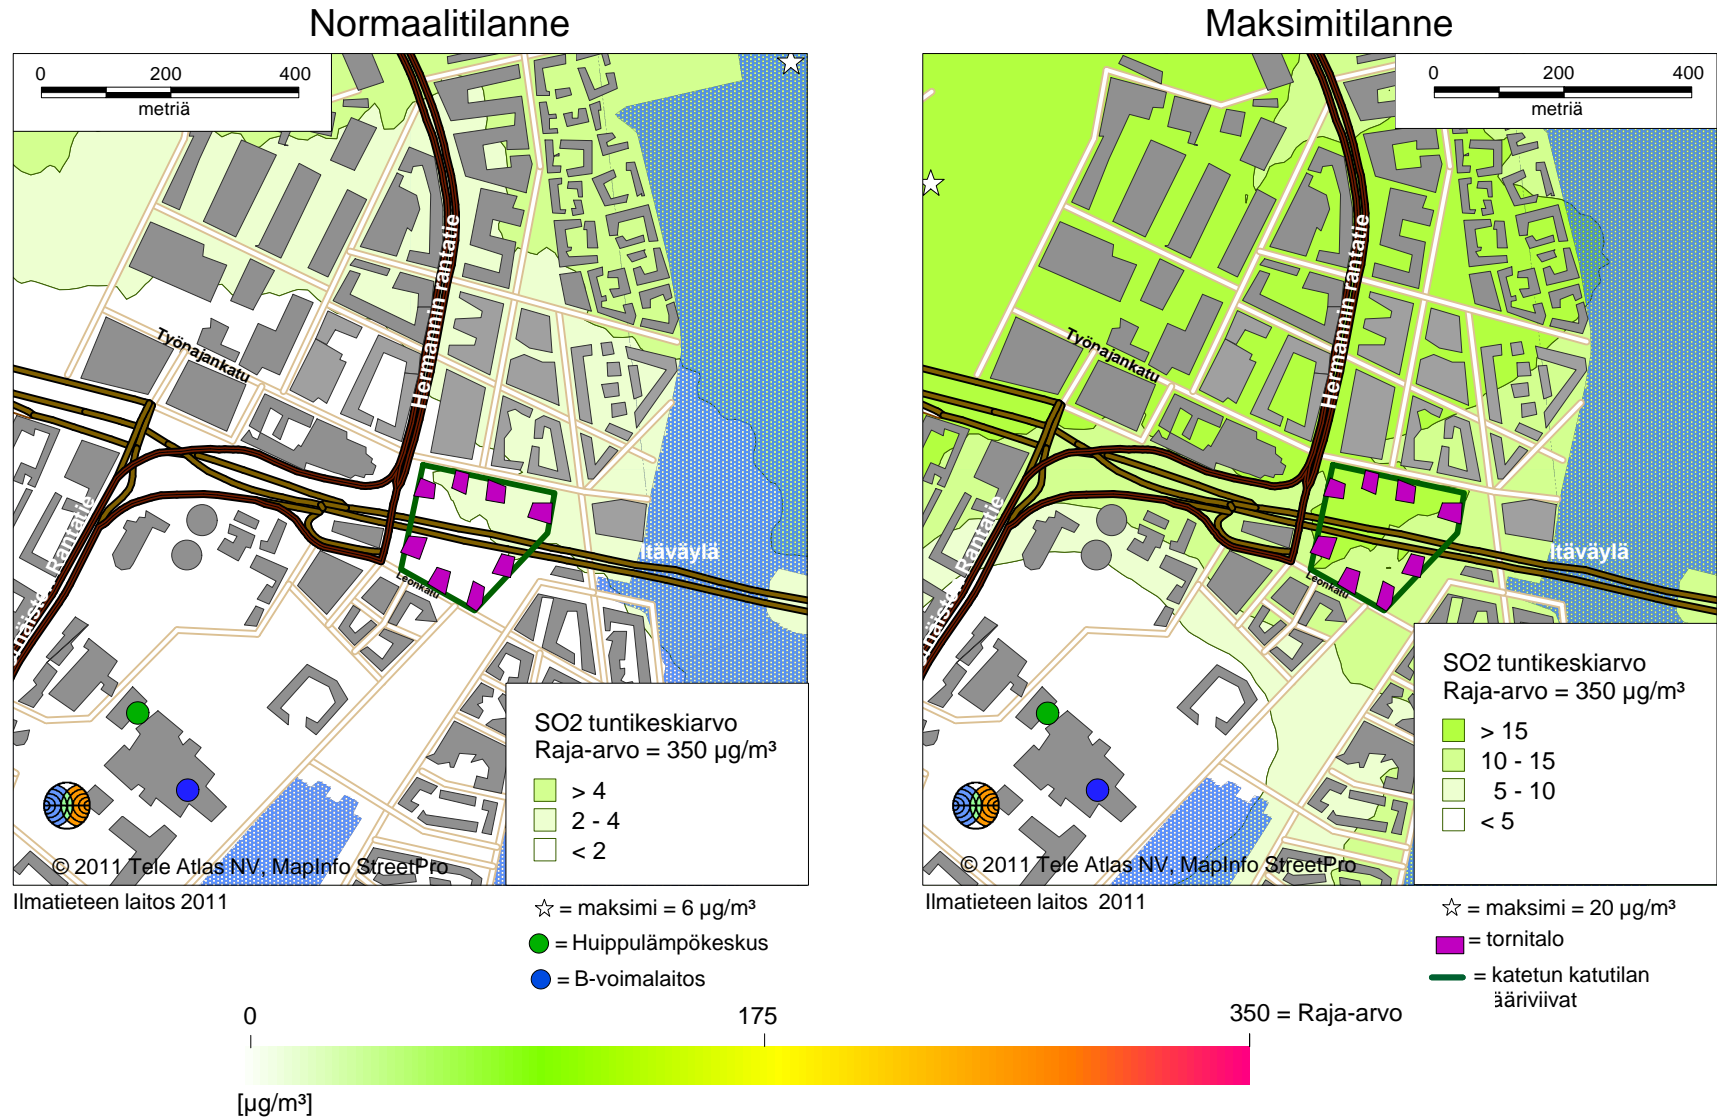 Normaalitilanne
Maksimitilanne
0 200 400
metriä
0 200 400
metriä
Hermannin rantatie
Työpajankatu
Rantatie
Itäväylä
Leonkatu
Hermannin rantatie
Työpajankatu
Rantatie
Itäväylä
Leonkatu
SO2 tuntikeskiarvo
Raja-arvo = 350 µg/m³
> 4
2 - 4
< 2
SO2 tuntikeskiarvo
Raja-arvo = 350 µg/m³
> 15
10 - 15
5 - 10
< 5
© 2011 Tele Atlas NV, MapInfo StreetPro
© 2011 Tele Atlas NV, MapInfo StreetPro
Ilmatieteen laitos 2011
Ilmatieteen laitos 2011
= maksimi = 6 µg/m³
= Huippulämpökeskus
= B-voimalaitos
= maksimi = 20 µg/m³
= tornitalo
= katetun katutilan
ääriviivat
0 175 350 = Raja-arvo
[µg/m³]